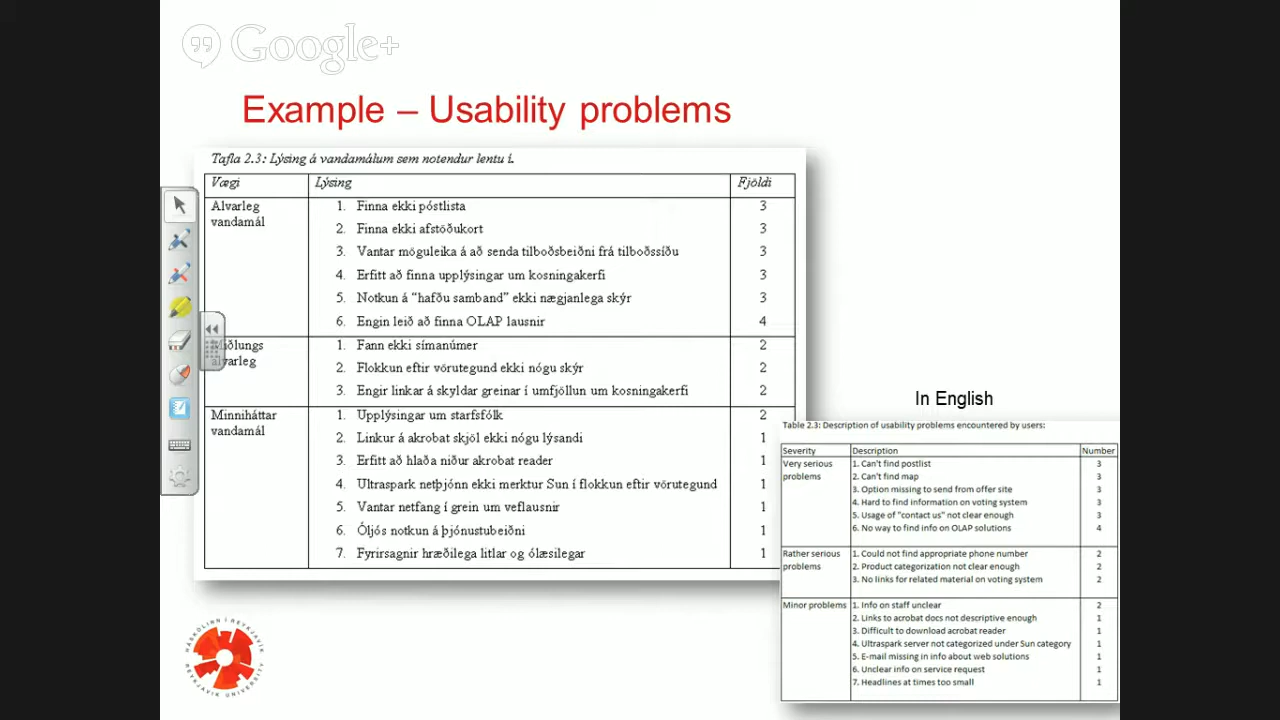 Google+
Example – Usability problems
Tafla 2.3: Lýsing á vandamálum sem notendur lentu í.
Vægi Lýsing Fjöldi
Alvarleg vandamál
1. Finna ekki póstlista 3
2. Finna ekki afstöðukort 3
3. Vantar möguleika á að senda tilboðsbeiðni frá tilboðssíðu 3
4. Erfitt að finna upplýsingar um kosningakerfi 3
5. Notkun á “hafðu samband” ekki nægjanlega skýr 3
6. Engin leið að finna OLAP lausnir 4
Miðlungs alvarleg
1. Fann ekki símanúmer 2
2. Flokkun eftir vörutegund ekki nógu skýr 2
3. Engir linkar á skyldar greinar í umfjöllun um kosningakerfi 2
Minniháttar vandamál
1. Upplýsingar um starfsfólk 2
2. Linkur á akrobat skjöl ekki nógu lýsandi 1
3. Erfitt að hlaða niður akrobat reader 1
4. Ultraspark netþjónn ekki merktur Sun í flokkun eftir vörutegund 1
5. Vantar netfang í grein um veflausnir 1
6. Óljós notkun á þjónustubeiðni 1
7. Fyrirsagnir hræðilega litlar og ólæsilegar 1
In English
Table 2.3: Description of usability problems encountered by users:
Severity Description Number
Very serious problems
1. Can't find postlist 3
2. Can't find map 3
3. Option missing to send from offer site 3
4. Hard to find information on voting system 3
5. Usage of "contact us" not clear enough 3
6. No way to find info on OLAP solutions 4
Rather serious problems
1. Could not find appropriate phone number 2
2. Product categorization not clear enough 2
3. No links for related material on voting system 2
Minor problems
1. Info on staff unclear 2
2. Links to acrobat docs not descriptive enough 1
3. Difficult to download acrobat reader 1
4. Ultraspark server not categorized under Sun category 1
5. E-mail missing in info about web solutions 1
6. Unclear info on service request 1
7. Headlines at times too small 1
HÁSKÓLINN Í REYKJAVÍK
REYKJAVIK UNIVERSITY